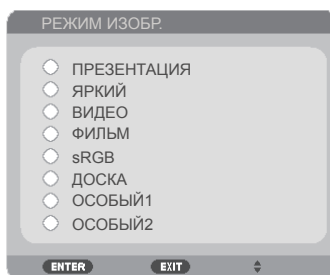 РЕЖИМ ИЗОБР.
ПРЕЗЕНТАЦИЯ
ЯРКИЙ
ВИДЕО
ФИЛЬМ
sRGB
ДОСКА
ОСОБЫЙ1
ОСОБЫЙ2
ENTER EXIT